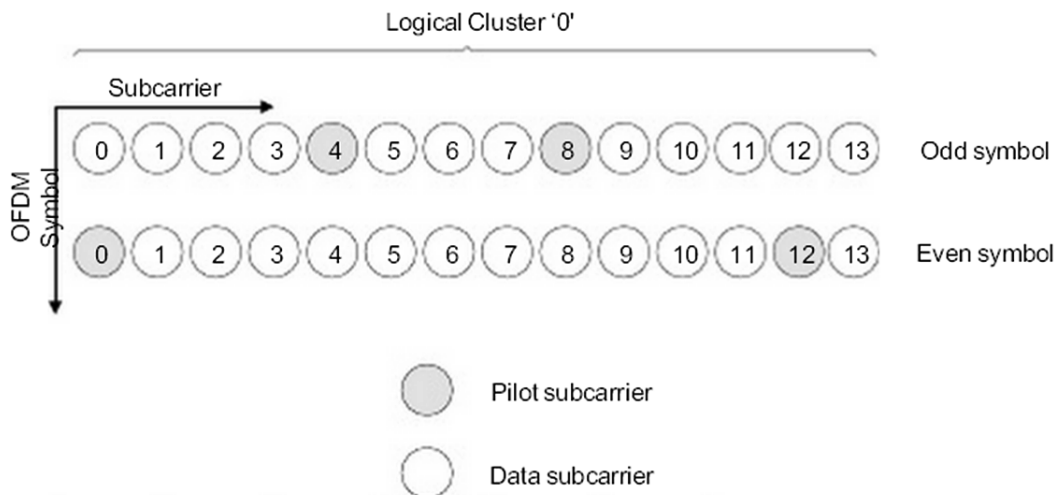 Logical Cluster ‘0’
Subcarrier
OFDM
Symbol
0 1 2 3 4 5 6 7 8 9 10 11 12 13 Odd symbol
0 1 2 3 4 5 6 7 8 9 10 11 12 13 Even symbol
Pilot subcarrier
Data subcarrier